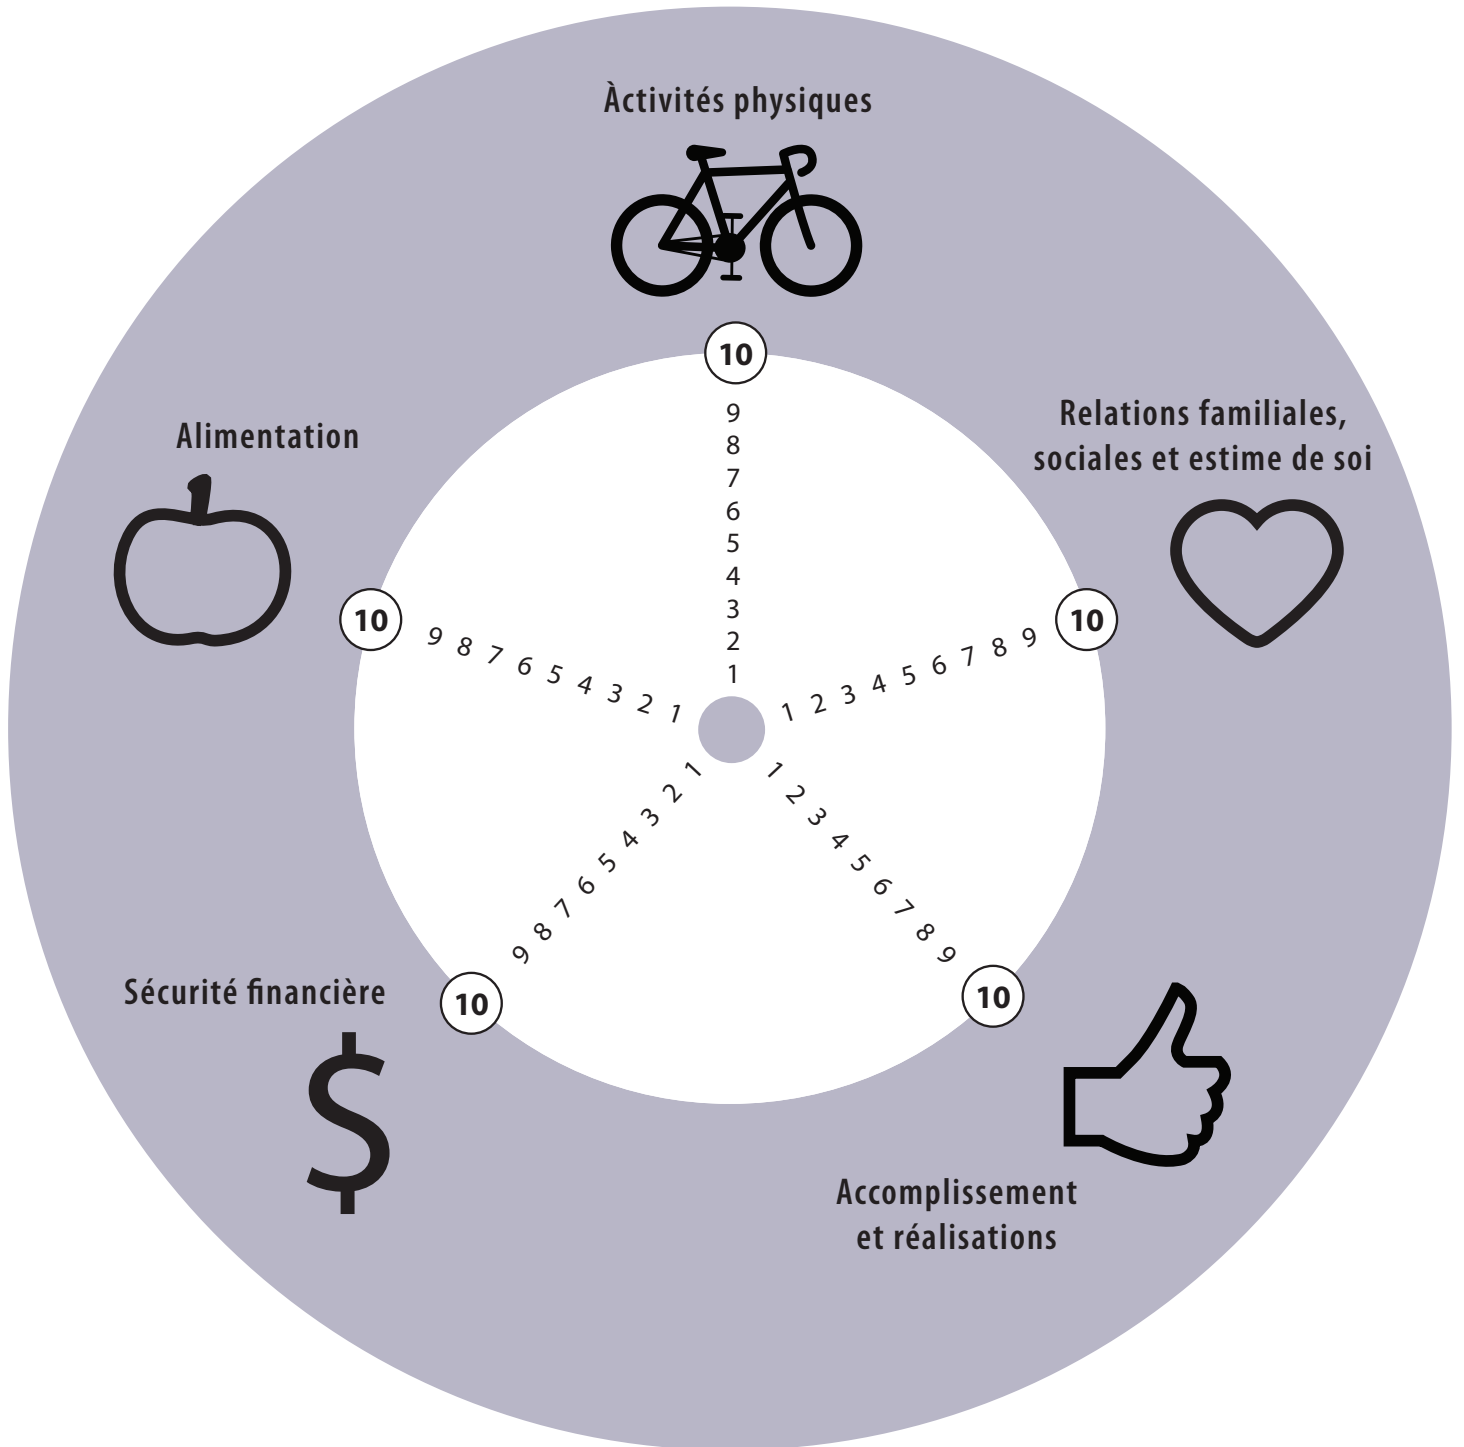 Àctivités physiques
10
9
8
7
6
5
4
3
2
1
Relations familiales,
sociales et estime de soi
1 2 3 4 5 6 7 8 9 10
Alimentation
10 9 8 7 6 5 4 3 2 1
Sécurité financière
10 9 8 7 6 5 4 3 2 1
$
1 2 3 4 5 6 7 8 9 10
Accomplissement
et réalisations